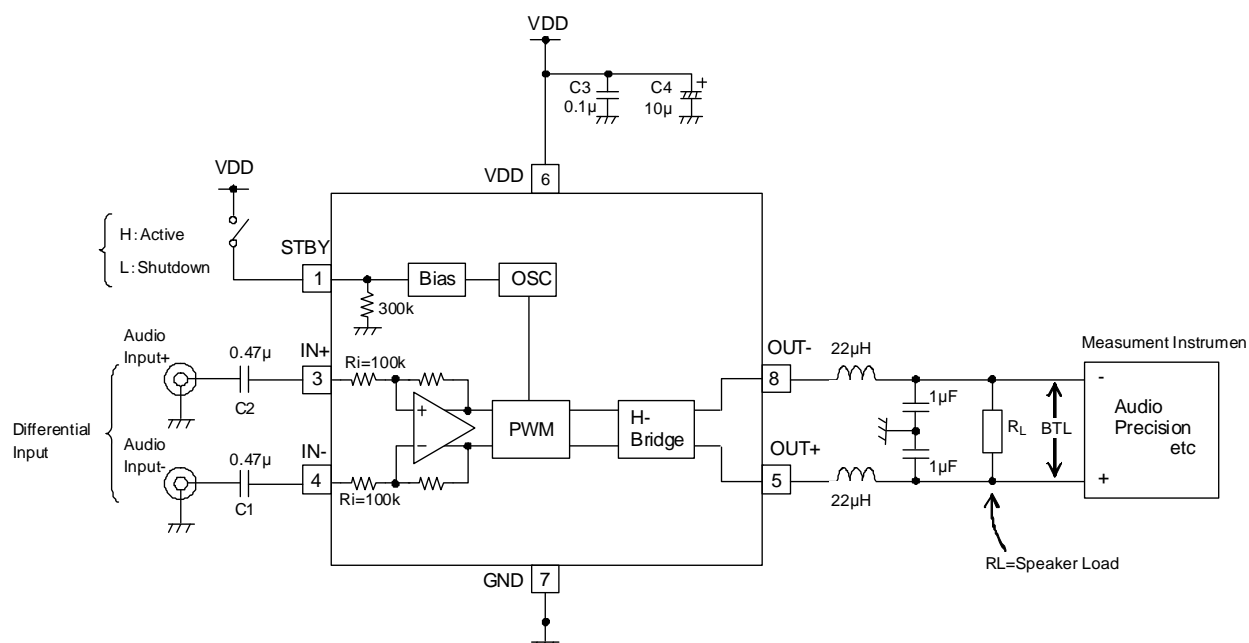 VDD
C3
0.1µ
C4
+
10µ
VDD
VDD
6
H:Active
L:Shutdown
STBY
1
Bias
OSC
300k
Audio
Input+
0.47µ
C2
IN+
3
Ri=100k
+
−
PWM
H-
Bridge
OUT-
8
22µH
1µF
1µF
RL
BTL
Measument Instrumen
-
Audio
Precision
etc
+
Differential
Input
Audio
Input-
0.47µ
C1
IN-
4
Ri=100k
OUT+
5
22µH
RL=Speaker Load
GND
7